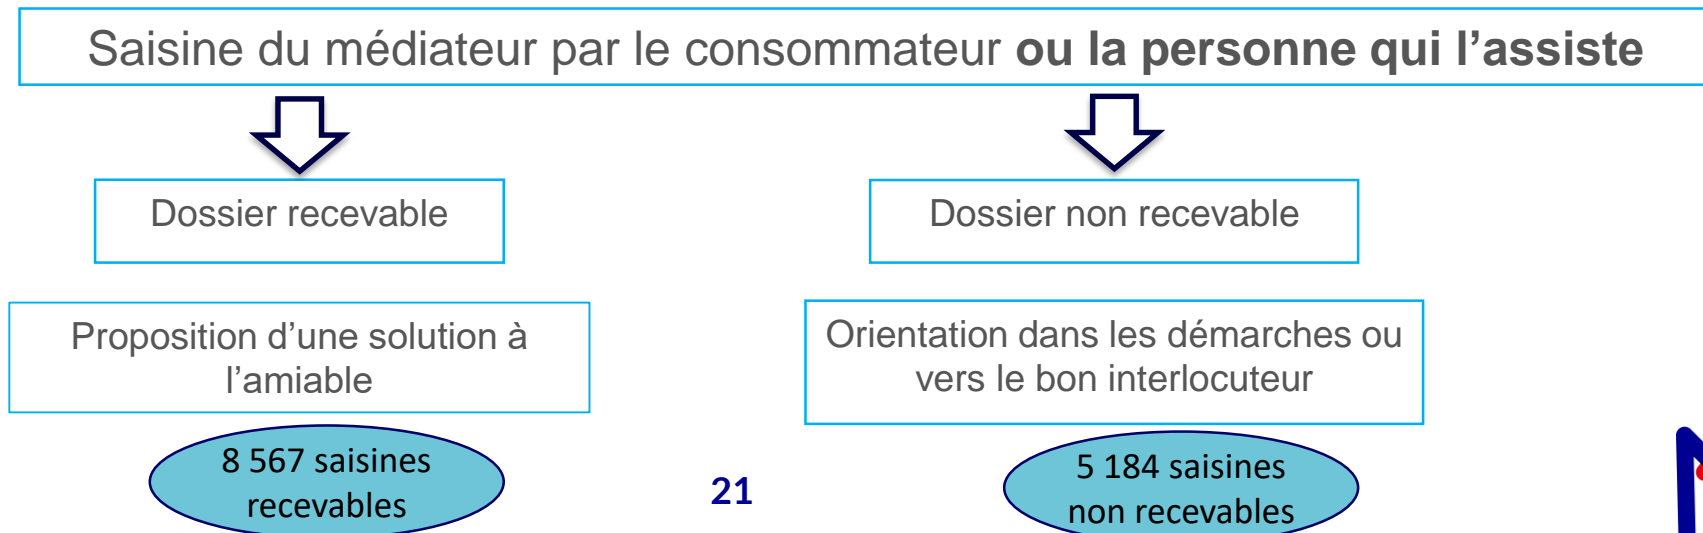 Saisine du médiateur par le consommateur ou la personne qui l’assiste
Dossier recevable
Dossier non recevable
Proposition d’une solution à
l’amiable
Orientation dans les démarches ou
vers le bon interlocuteur
8 567 saisines
recevables
21
5 184 saisines
non recevables